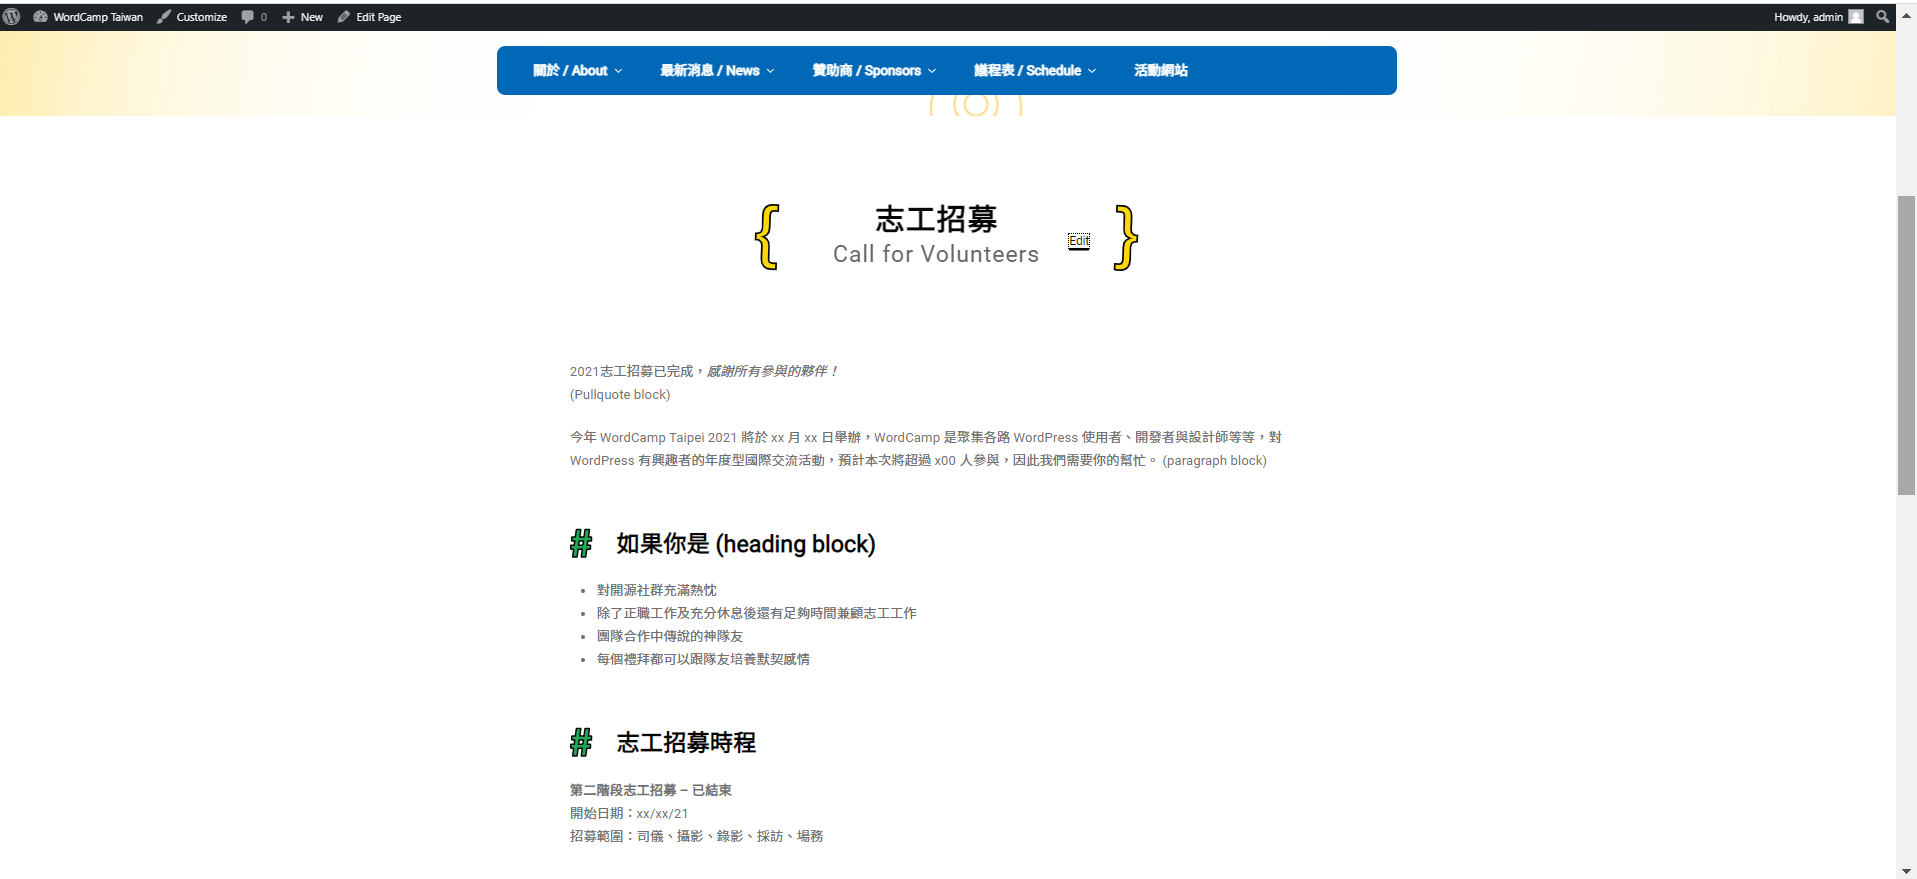 WordCamp Taiwan Customize 0 New Edit Page Howdy, admin
關於 / About 最新消息 / News 贊助商 / Sponsors 議程表 / Schedule 活動網站
{ 志工招募 }
Call for Volunteers
Edit
2021志工招募已完成，感謝所有參與的夥伴！
(Pullquote block)
今年 WordCamp Taipei 2021 將於 xx 月 xx 日舉辦，WordCamp 是聚集各路 WordPress 使用者、開發者與設計師等等，對
WordPress 有興趣者的年度型國際交流活動，預計本次將超過 x00 人參與，因此我們需要你的幫忙。 (paragraph block)
# 如果你是 (heading block)
• 對開源社群充滿熱忱
• 除了正職工作及充分休息後還有足夠時間兼顧志工工作
• 團隊合作中傳說的神隊友
• 每個禮拜都可以跟隊友培養默契感情
# 志工招募時程
第二階段志工招募 – 已結束
開始日期：xx/xx/21
招募範圍：司儀、攝影、錄影、採訪、場務